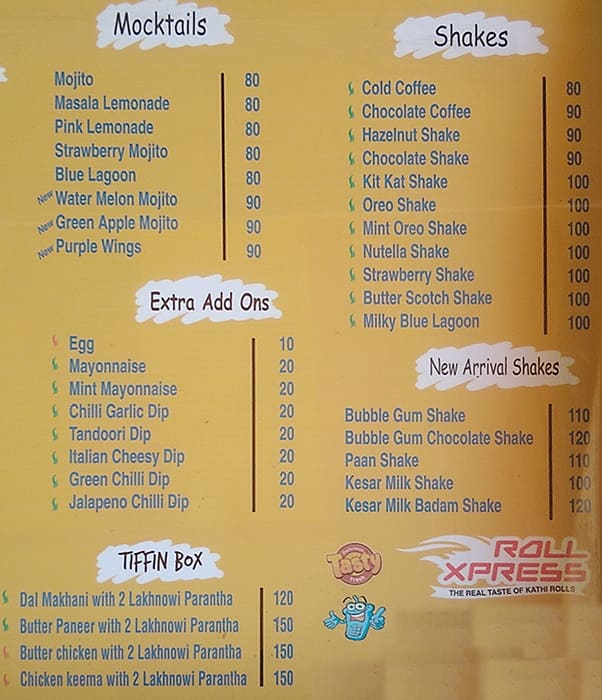 Mocktails
Mojito 80
Masala Lemonade 80
Pink Lemonade 80
Strawberry Mojito 80
Blue Lagoon 80
New Water Melon Mojito 90
New Green Apple Mojito 90
New Purple Wings 90
Extra Add Ons
Egg 10
Mayonnaise 20
Mint Mayonnaise 20
Chilli Garlic Dip 20
Tandoori Dip 20
Italian Cheesy Dip 20
Green Chilli Dip 20
Jalapeno Chilli Dip 20
TIFFIN BOX
Dal Makhani with 2 Lakhnowi Parantha 120
Butter Paneer with 2 Lakhnowi Parantha 150
Butter chicken with 2 Lakhnowi Parantha 150
Chicken keema with 2 Lakhnowi Parantha 150
Shakes
Cold Coffee 80
Chocolate Coffee 90
Hazelnut Shake 90
Chocolate Shake 90
Kit Kat Shake 100
Oreo Shake 100
Mint Oreo Shake 100
Nutella Shake 100
Strawberry Shake 100
Butter Scotch Shake 100
Milky Blue Lagoon 100
New Arrival Shakes
Bubble Gum Shake 110
Bubble Gum Chocolate Shake 120
Paan Shake 110
Kesar Milk Shake 100
Kesar Milk Badam Shake 120
Tasty
ROLL
XPRESS
THE REAL TASTE OF KATHI ROLLS